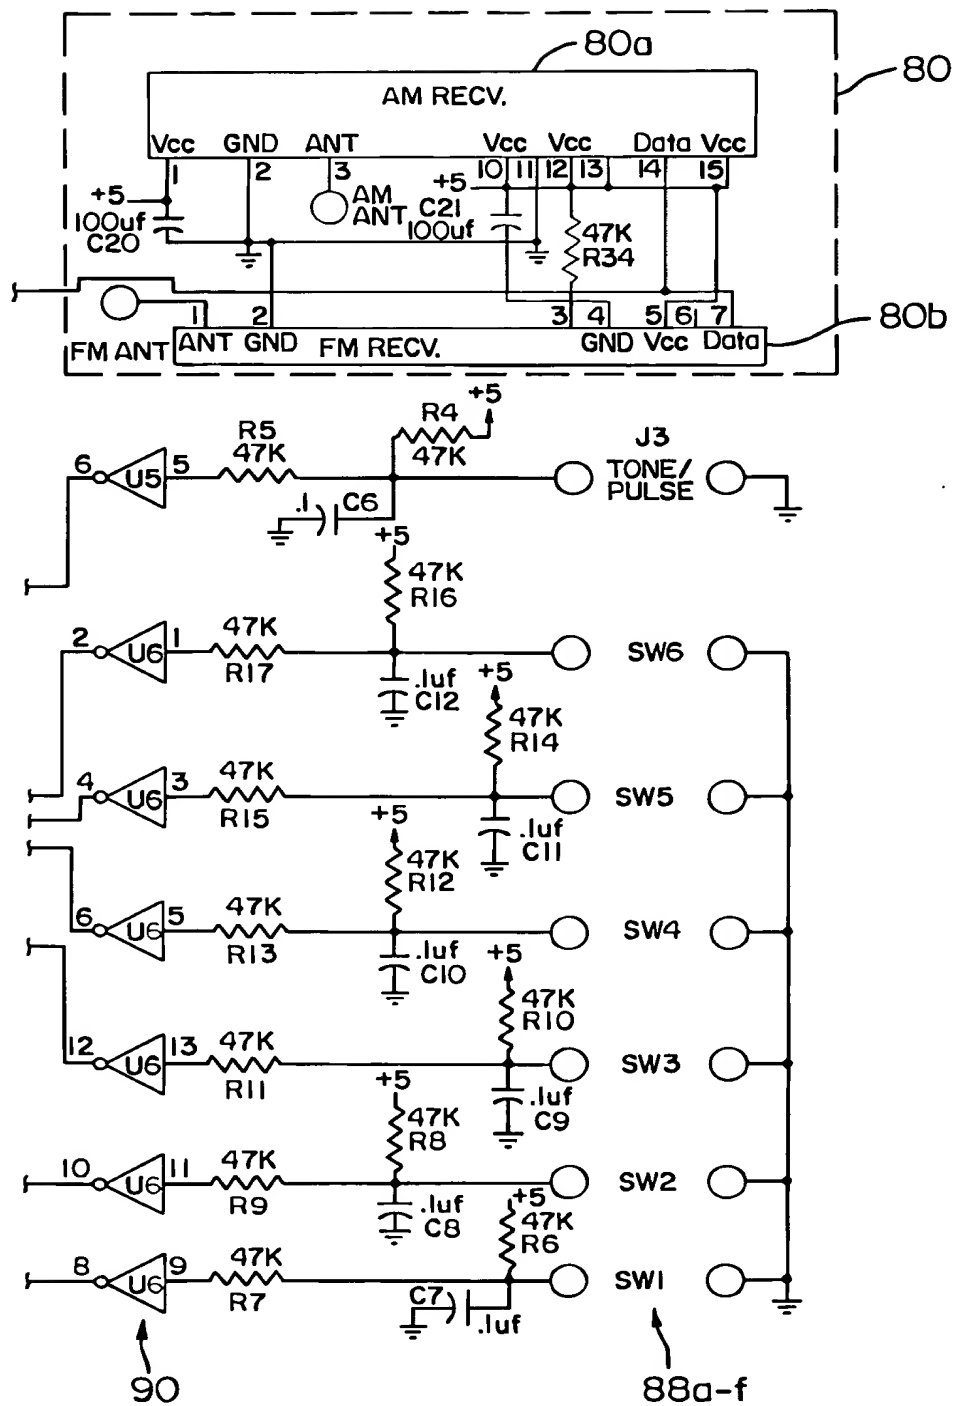 80a
80
AM RECV.
Vcc GND ANT Vcc Vcc Data Vcc
1 2 3 10 11 12 13 14 15
+5 AM ANT +5
100uf C20
C21 100uf
47K R34
1 2 3 4 5 6 7
80b
FM ANT ANT GND FM RECV. GND Vcc Data
+5
R4
47K
R5
47K
J3
TONE/
PULSE
6 U5 5
.1 C6
+5
47K
R16
2 U6 1
47K
R17
SW6
.1uf
C12
+5
47K
R14
4 U6 3
47K
R15
SW5
.1uf
C11
+5
47K
R12
6 U6 5
47K
R13
SW4
.1uf
C10
+5
47K
R10
12 U6 13
47K
R11
SW3
.1uf
C9
+5
47K
R8
10 U6 11
47K
R9
SW2
.1uf
C8
+5
47K
R6
8 U6 9
47K
R7
SW1
C7
.1uf
90
88a-f